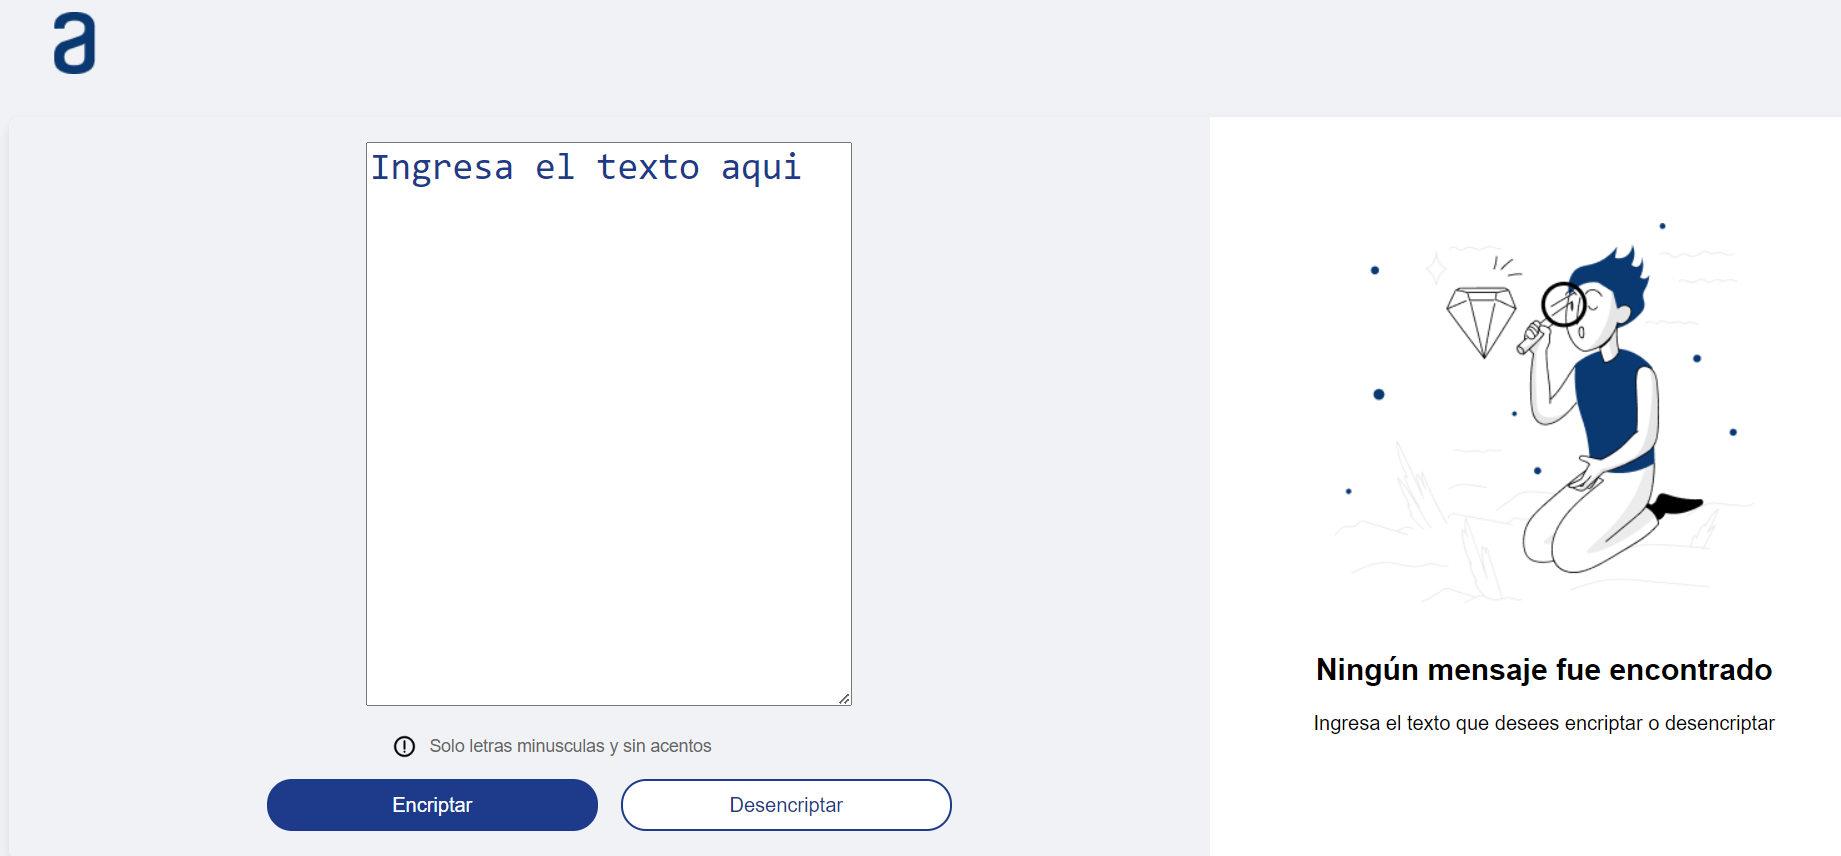 a
Ingresa el texto aqui
Solo letras minusculas y sin acentos
Encriptar
Desencriptar
Ningún mensaje fue encontrado
Ingresa el texto que desees encriptar o desencriptar